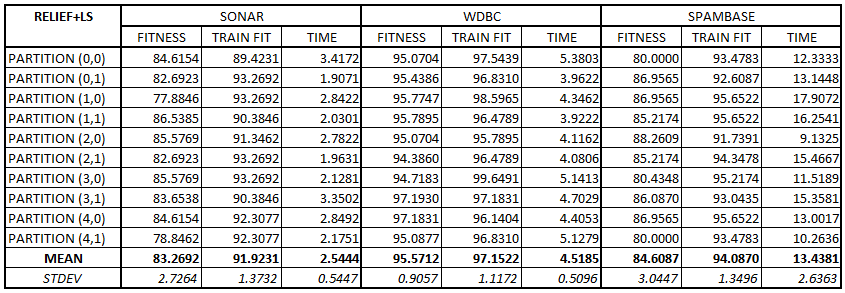 RELIEF+LS SONAR WDBC SPAMBASE
FITNESS TRAIN FIT TIME FITNESS TRAIN FIT TIME FITNESS TRAIN FIT TIME
PARTITION (0,0) 84.6154 89.4231 3.4172 95.0704 97.5439 5.3803 80.0000 93.4783 12.3333
PARTITION (0,1) 82.6923 93.2692 1.9071 95.4386 96.8310 3.9622 86.9565 92.6087 13.1448
PARTITION (1,0) 77.8846 93.2692 2.8422 95.7747 98.5965 4.3462 86.9565 95.6522 17.9072
PARTITION (1,1) 86.5385 90.3846 2.0301 95.7895 96.4789 3.9222 85.2174 95.6522 16.2541
PARTITION (2,0) 85.5769 91.3462 2.7822 95.0704 95.7895 4.1162 88.2609 91.7391 9.1325
PARTITION (2,1) 82.6923 93.2692 1.9631 94.3860 96.4789 4.0806 85.2174 94.3478 15.4667
PARTITION (3,0) 85.5769 93.2692 2.1281 94.7183 99.6491 5.1413 80.4348 95.2174 11.5189
PARTITION (3,1) 83.6538 90.3846 3.3502 97.1930 97.1831 4.7029 86.0870 93.0435 15.3581
PARTITION (4,0) 84.6154 92.3077 2.8492 97.1831 96.1404 4.4053 86.9565 95.6522 13.0017
PARTITION (4,1) 78.8462 92.3077 2.1751 95.0877 96.8310 5.1279 80.0000 93.4783 10.2636
MEAN 83.2692 91.9231 2.5444 95.5712 97.1522 4.5185 84.6087 94.0870 13.4381
STDEV 2.7264 1.3732 0.5447 0.9057 1.1172 0.5096 3.0447 1.3496 2.6363